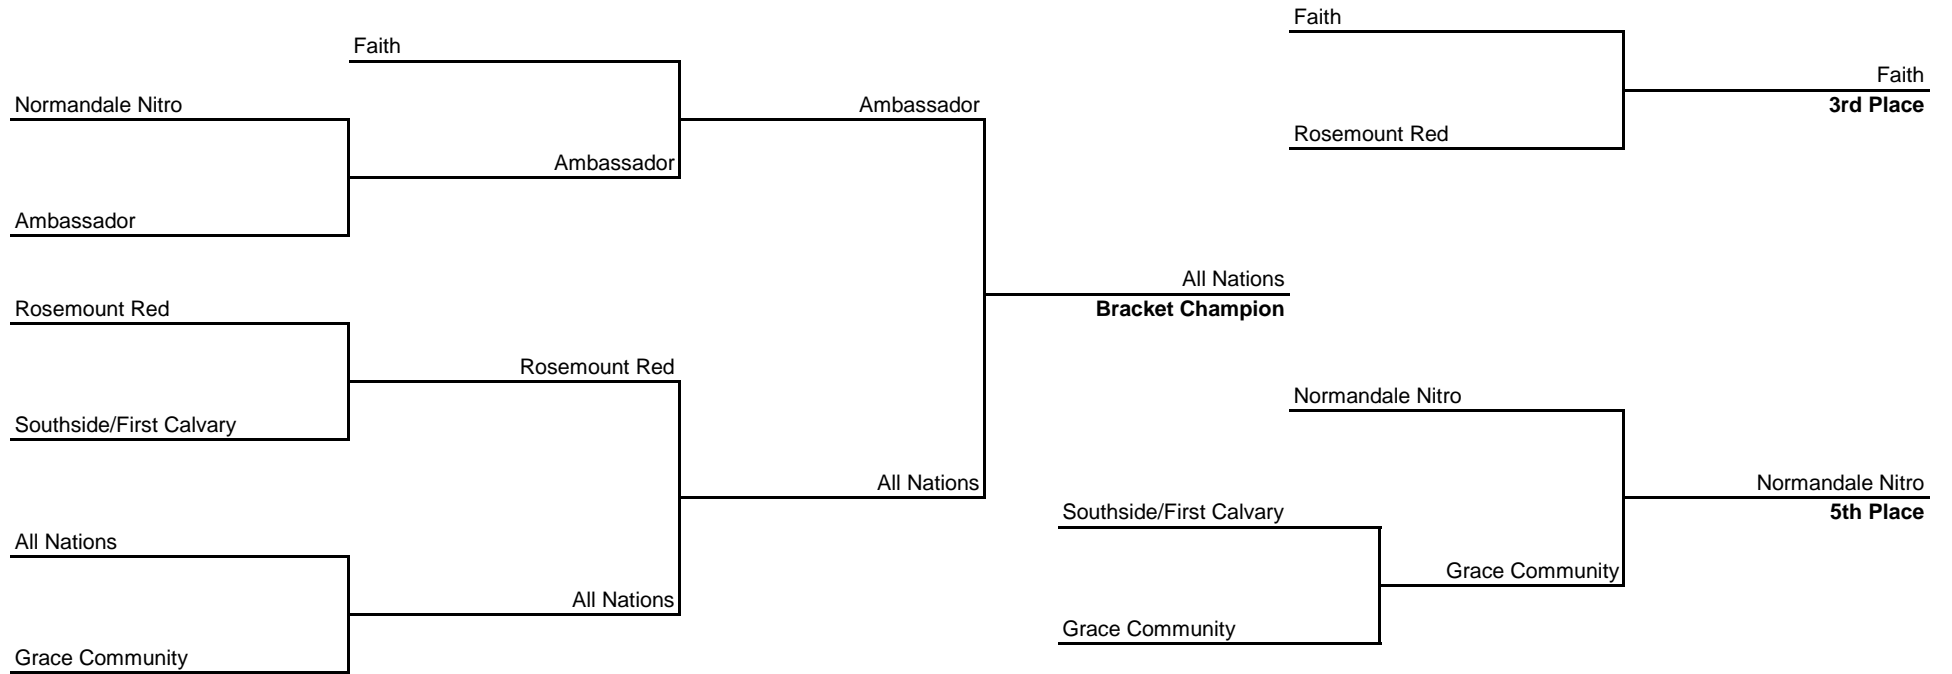 Faith
Faith
Faith
Normandale Nitro
Ambassador
3rd Place
Rosemount Red
Ambassador
Ambassador
All Nations
Rosemount Red
Bracket Champion
Rosemount Red
Normandale Nitro
Southside/First Calvary
All Nations
Normandale Nitro
Southside/First Calvary
5th Place
All Nations
Grace Community
All Nations
Grace Community
Grace Community